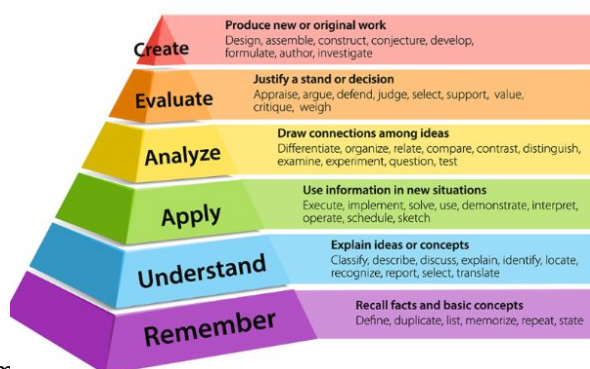 Create
Produce new or original work
Design, assemble, construct, conjecture, develop,
formulate, author, investigate
Evaluate
Justify a stand or decision
Appraise, argue, defend, judge, select, support, value,
critique, weigh
Analyze
Draw connections among ideas
Differentiate, organize, relate, compare, contrast, distinguish,
examine, experiment, question, test
Apply
Use information in new situations
Execute, implement, solve, use, demonstrate, interpret,
operate, schedule, sketch
Understand
Explain ideas or concepts
Classify, describe, discuss, explain, identify, locate,
recognize, report, select, translate
Remember
Recall facts and basic concepts
Define, duplicate, list, memorize, repeat, state